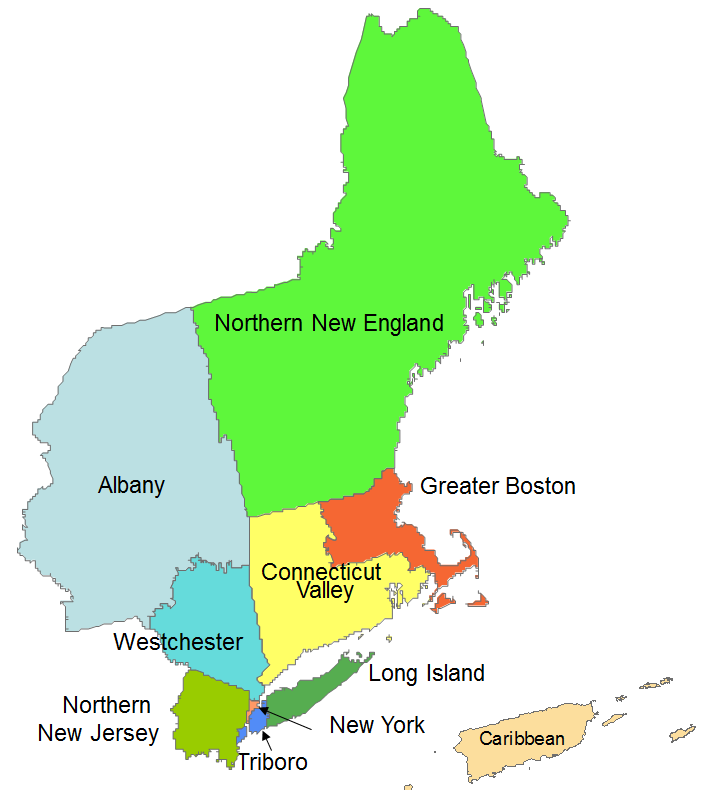 Northern New England
Albany
Greater Boston
Connecticut
Valley
Westchester
Long Island
Northern
New Jersey
New York
Caribbean
Triboro